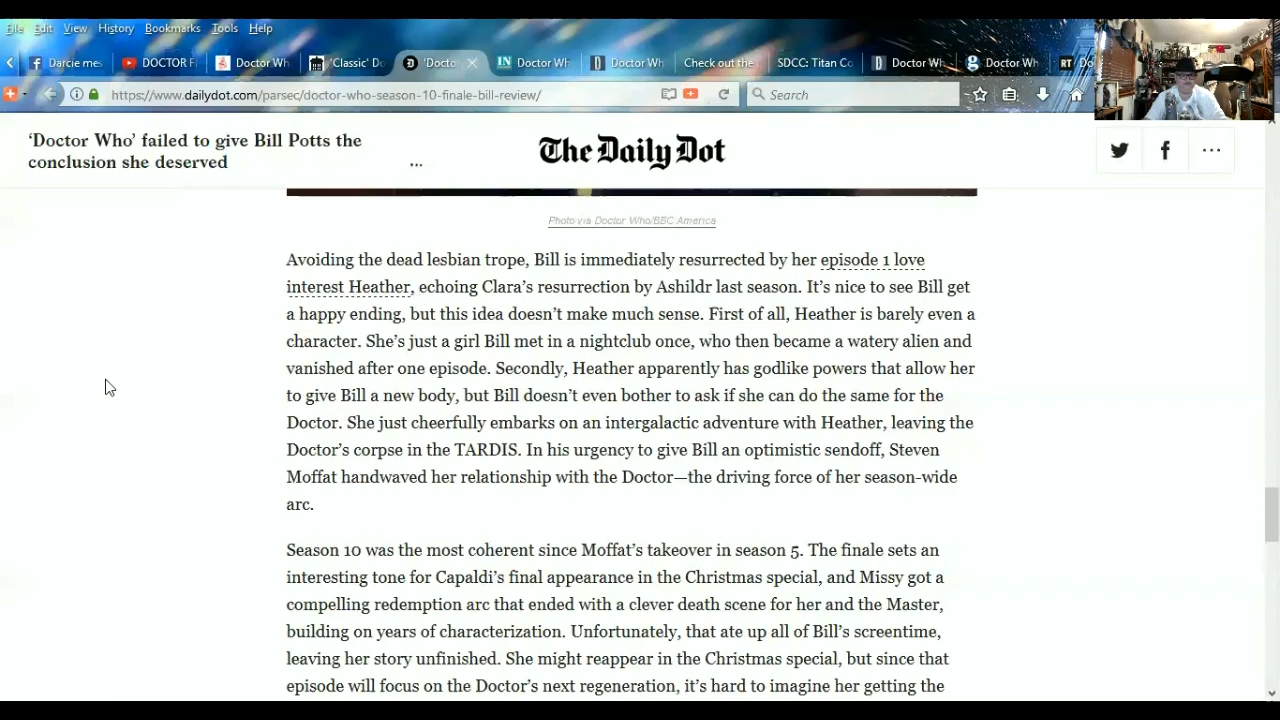 File Edit View History Bookmarks Tools Help
Darcie mes DOCTOR F Doctor Wh 'Classic' Do 'Docto Doctor Wh Doctor Wh Check out the SDCC: Titan Co Doctor Wh Doctor Wh Do
https://www.dailydot.com/parsec/doctor-who-season-10-finale-bill-review/ Search
‘Doctor Who’ failed to give Bill Potts the
conclusion she deserved
...
The Daily Dot
Photo via Doctor Who/BBC America
Avoiding the dead lesbian trope, Bill is immediately resurrected by her episode 1 love
interest Heather, echoing Clara’s resurrection by Ashildr last season. It’s nice to see Bill get
a happy ending, but this idea doesn’t make much sense. First of all, Heather is barely even a
character. She’s just a girl Bill met in a nightclub once, who then became a watery alien and
vanished after one episode. Secondly, Heather apparently has godlike powers that allow her
to give Bill a new body, but Bill doesn’t even bother to ask if she can do the same for the
Doctor. She just cheerfully embarks on an intergalactic adventure with Heather, leaving the
Doctor’s corpse in the TARDIS. In his urgency to give Bill an optimistic sendoff, Steven
Moffat handwaved her relationship with the Doctor—the driving force of her season-wide
arc.
Season 10 was the most coherent since Moffat’s takeover in season 5. The finale sets an
interesting tone for Capaldi’s final appearance in the Christmas special, and Missy got a
compelling redemption arc that ended with a clever death scene for her and the Master,
building on years of characterization. Unfortunately, that ate up all of Bill’s screentime,
leaving her story unfinished. She might reappear in the Christmas special, but since that
episode will focus on the Doctor’s next regeneration, it’s hard to imagine her getting the